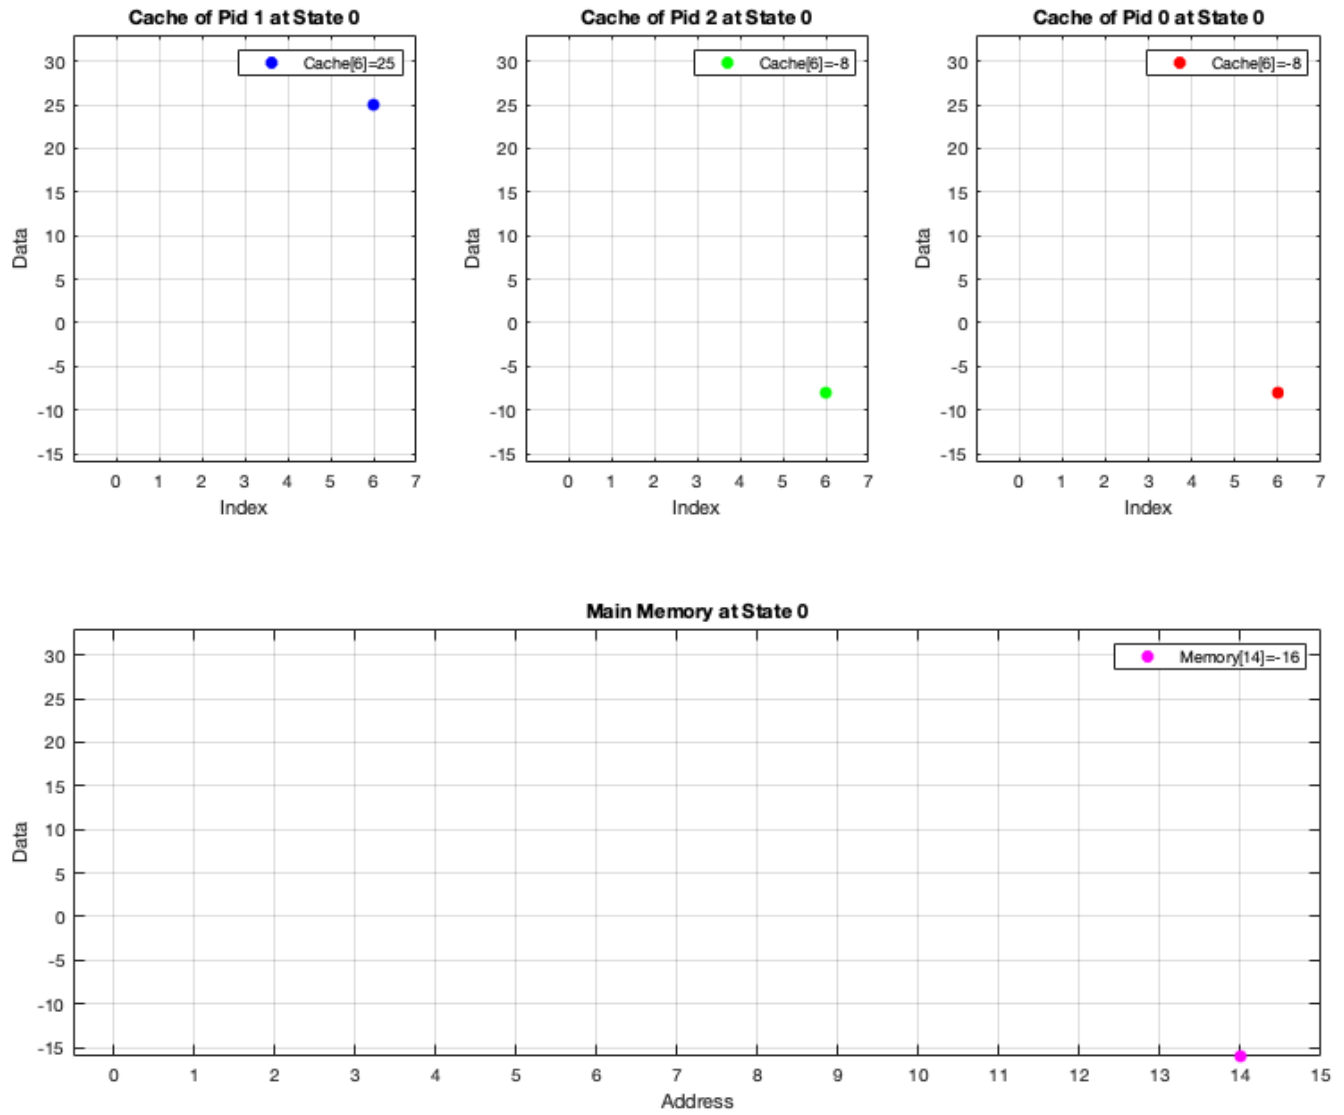 Cache of Pid 1 at State 0
Cache[6]=25
30
25
20
15
10
5
0
-5
-10
-15
Data
0 1 2 3 4 5 6 7
Index
Cache of Pid 2 at State 0
Cache[6]=-8
30
25
20
15
10
5
0
-5
-10
-15
Data
0 1 2 3 4 5 6 7
Index
Cache of Pid 0 at State 0
Cache[6]=-8
30
25
20
15
10
5
0
-5
-10
-15
Data
0 1 2 3 4 5 6 7
Index
Main Memory at State 0
Memory[14]=-16
30
25
20
15
10
5
0
-5
-10
-15
Data
0 1 2 3 4 5 6 7 8 9 10 11 12 13 14 15
Address